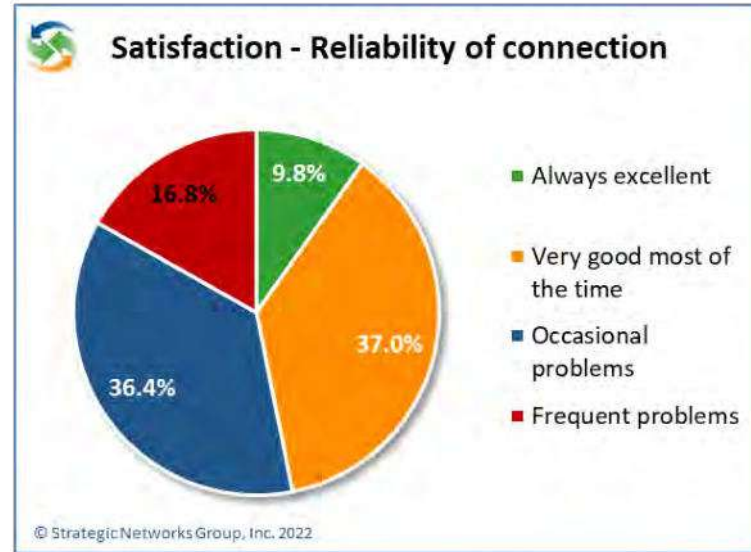 Satisfaction - Reliability of connection
9.8%
16.8%
37.0%
36.4%
Always excellent
Very good most of
the time
Occasional
problems
Frequent problems
© Strategic Networks Group, Inc. 2022